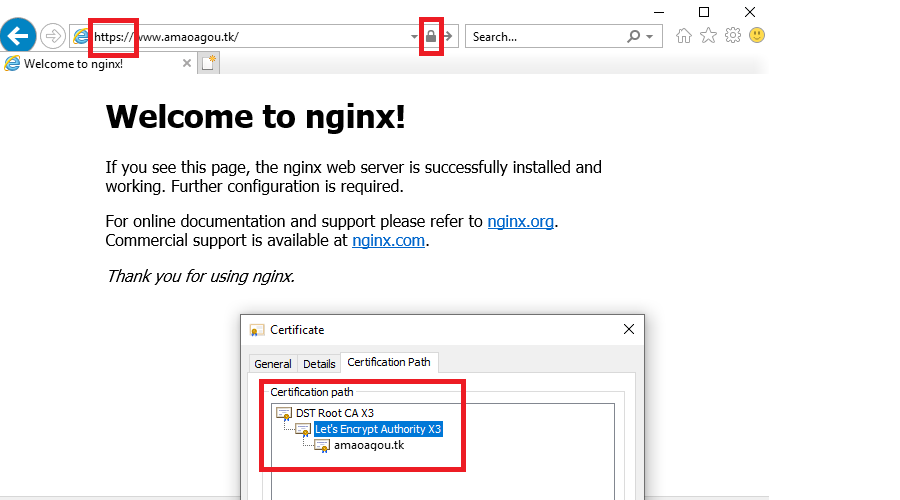 https://www.amaoagou.tk/
Search...
Welcome to nginx!
Welcome to nginx!
If you see this page, the nginx web server is successfully installed and
working. Further configuration is required.
For online documentation and support please refer to nginx.org.
Commercial support is available at nginx.com.
Thank you for using nginx.
Certificate
General Details Certification Path
Certification path
DST Root CA X3
Let's Encrypt Authority X3
amaoagou.tk